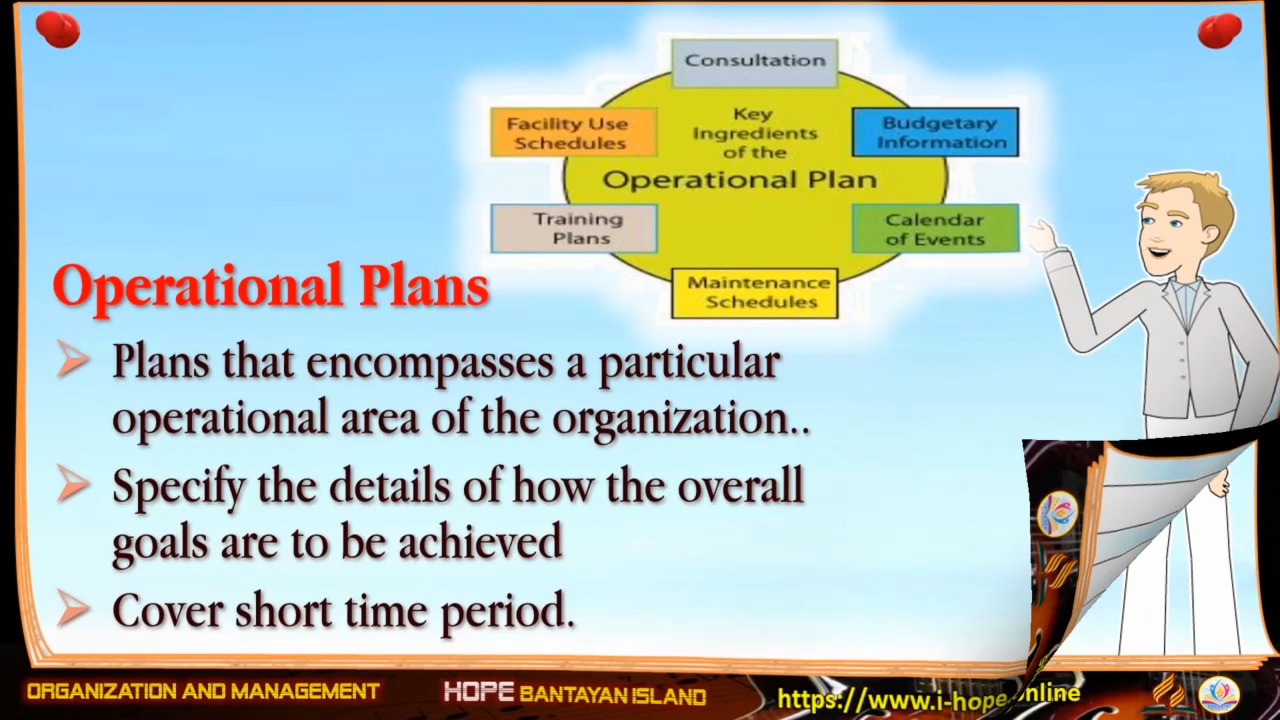 Consultation
Key
Ingredients
of the
Operational Plan
Facility Use
Schedules
Budgetary
Information
Training
Plans
Calendar
of Events
Maintenance
Schedules
Operational Plans
Plans that encompasses a particular
operational area of the organization..
Specify the details of how the overall
goals are to be achieved
Cover short time period.
ORGANIZATION AND MANAGEMENT
HOPE BANTAYAN ISLAND
https://www.i-hope.online